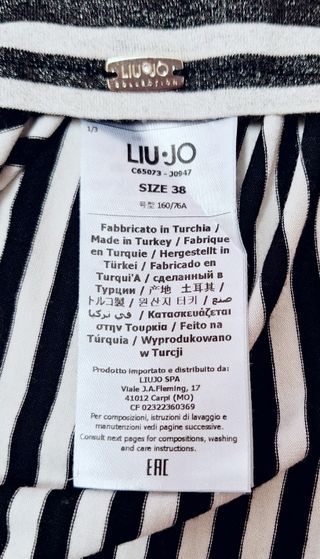 LIU•JO
COLLECTION
1/3
LIU•JO
C65073 - J0947
SIZE 38
号型 160/76A
Fabbricato in Turchia /
Made in Turkey / Fabrique
en Turquie / Hergestellt in
Türkei / Fabricado en
Turqui'A / сделанный в
Турции / 产地 土耳其 /
トルコ製 / 원산지 터키 / صنع
في تركيا / Κατασκευάζεται
στην Τουρκία / Feito na
Túrquia / Wyprodukowano
w Turcji
Prodotto importato e distribuito da:
LIUJO SPA
Viale J.A.Fleming, 17
41012 Carpi (MO)
CF 02322360369
Per composizioni, istruzioni di lavaggio e
manutenzioni vedi pagine successive.
Consult next pages for compositions, washing
and care instructions.
EAC